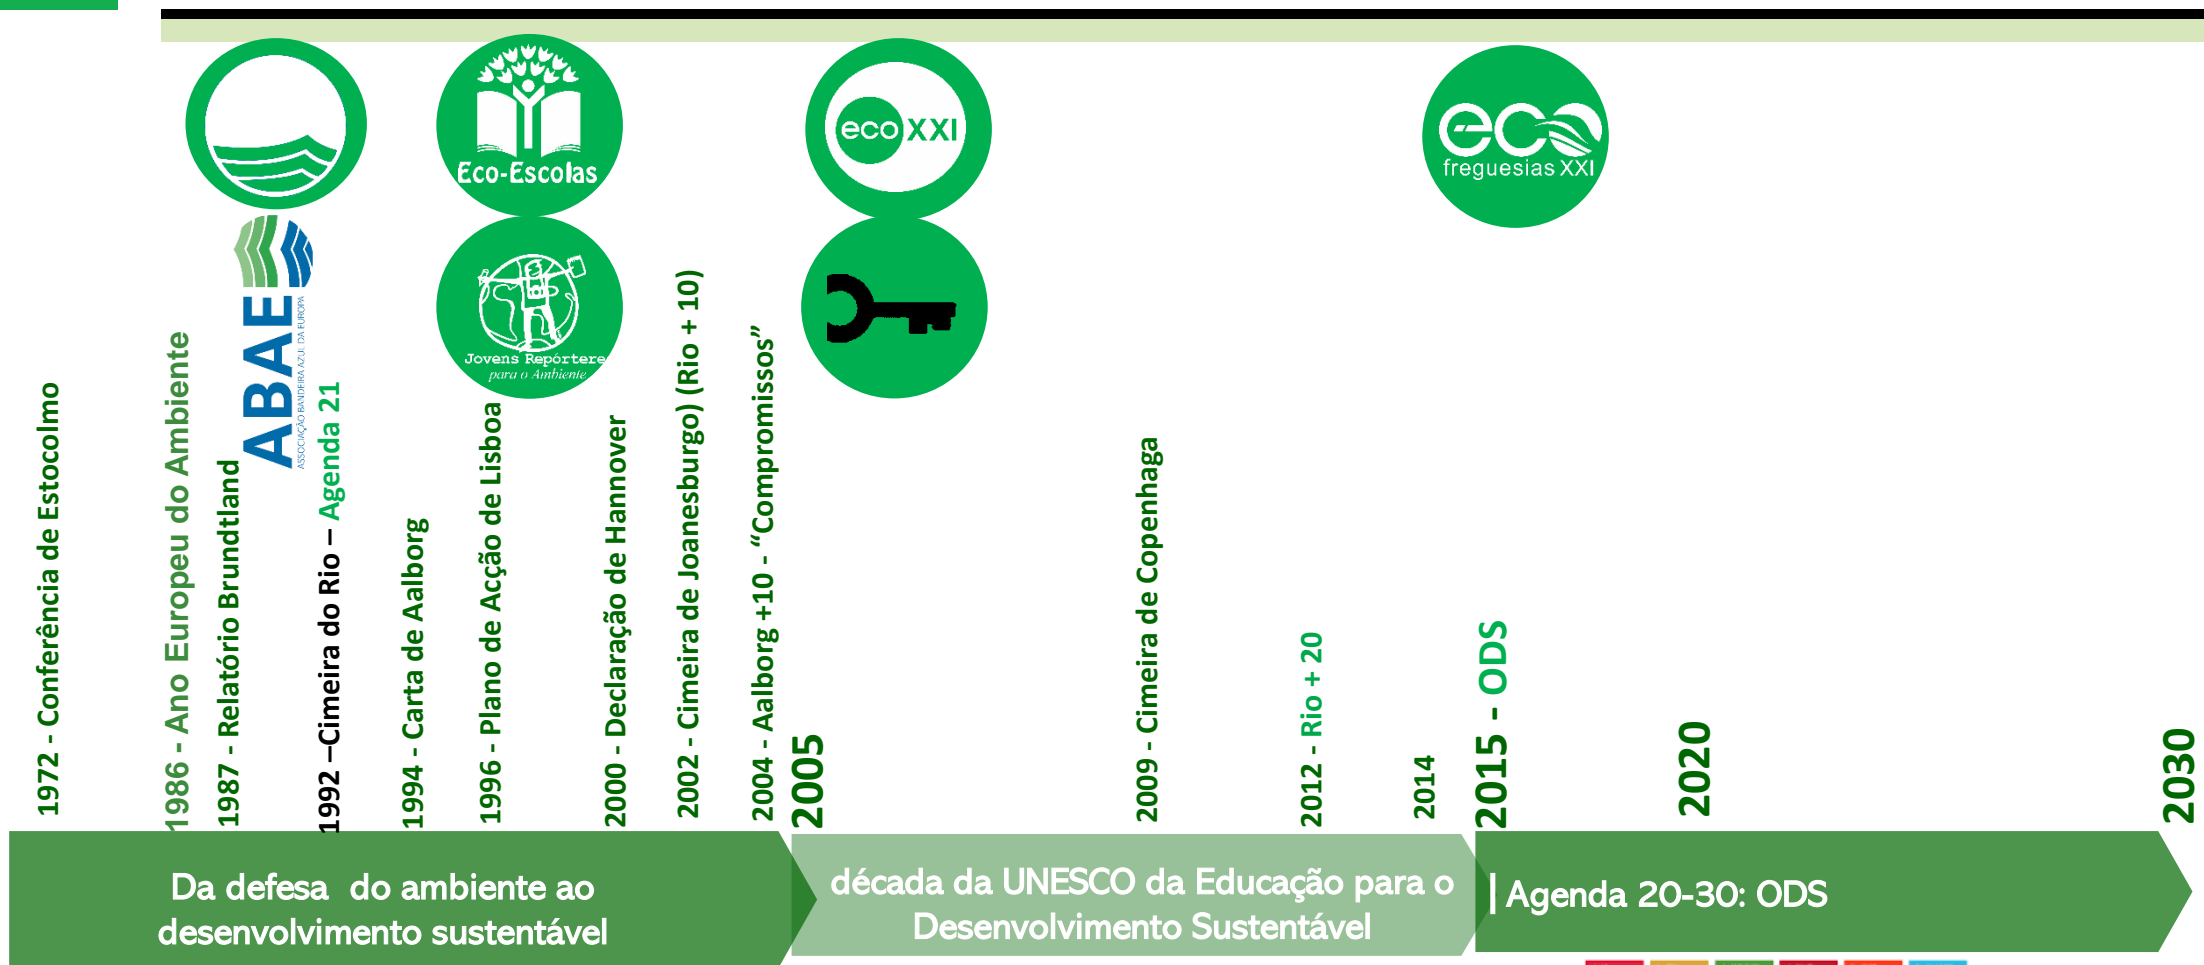 Eco-Escolas
eco XXI
eco
freguesias XXI
Jovens Repórteres
para o Ambiente
ABAE
ASSOCIAÇÃO BANDEIRA AZUL DA EUROPA
1972 - Conferência de Estocolmo
1986 - Ano Europeu do Ambiente
1987 - Relatório Brundtland
1992 –Cimeira do Rio – Agenda 21
1994 - Carta de Aalborg
1996 - Plano de Acção de Lisboa
2000 - Declaração de Hannover
2002 - Cimeira de Joanesburgo) (Rio + 10)
2004 - Aalborg +10 - “Compromissos”
2005
2009 - Cimeira de Copenhaga
2012 - Rio + 20
2014
2015 - ODS
2020
2030
Da defesa do ambiente ao
desenvolvimento sustentável
década da UNESCO da Educação para o
Desenvolvimento Sustentável
| Agenda 20-30: ODS